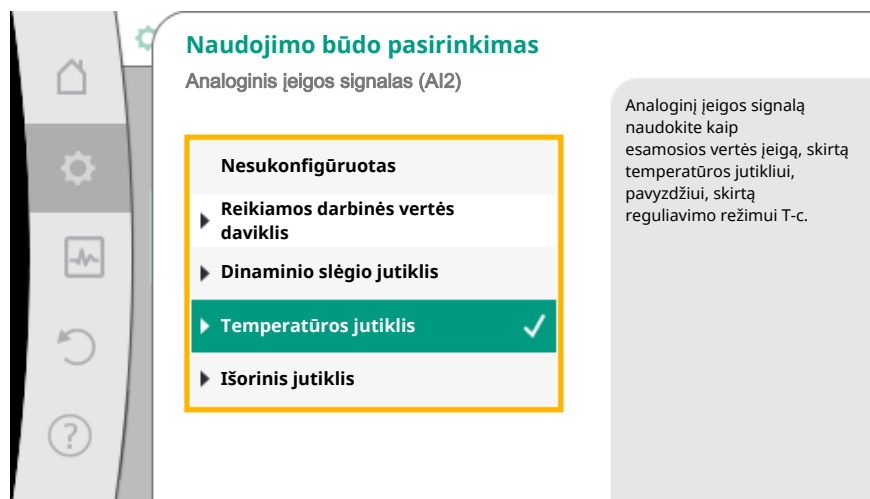 Naudojimo būdo pasirinkimas
Analoginis įeigos signalas (AI2)
Nesukonfigūruotas
Reikiamos darbinės vertės
daviklis
Dinaminio slėgio jutiklis
Temperatūros jutiklis
Išorinis jutiklis
Analoginį įeigos signalą
naudokite kaip
esamosios vertės įeigą, skirtą
temperatūros jutikliui,
pavyzdžiui, skirtą
reguliavimo režimui T-c.